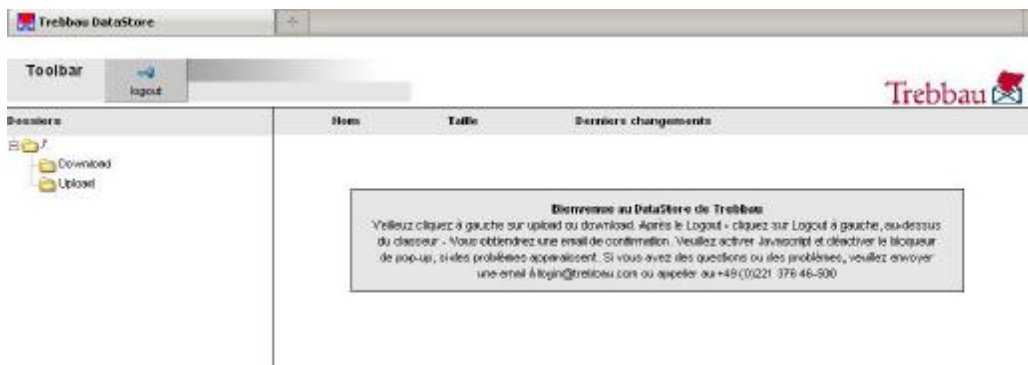 Trebbau DataStore
Toolbar
logout
Trebbau
Dossiers
Nom
Taille
Derniers changements
/
Download
Upload
Bienvenue au DataStore de Trebbau
Veilleuz cliquez à gauche sur upload ou download. Après le Logout - cliquez sur Logout à gauche, au-dessus
du classeur - Vous obtiendrez une email de confirmation. Veuillez activer Javascript et déactiver le bloqueur
de pop-up, si des problèmes apparaissent. Si vous avez des questions ou des problèmes, veuillez envoyer
une email à login@trebbau.com ou appeller au +49 (0)221 376 46-500